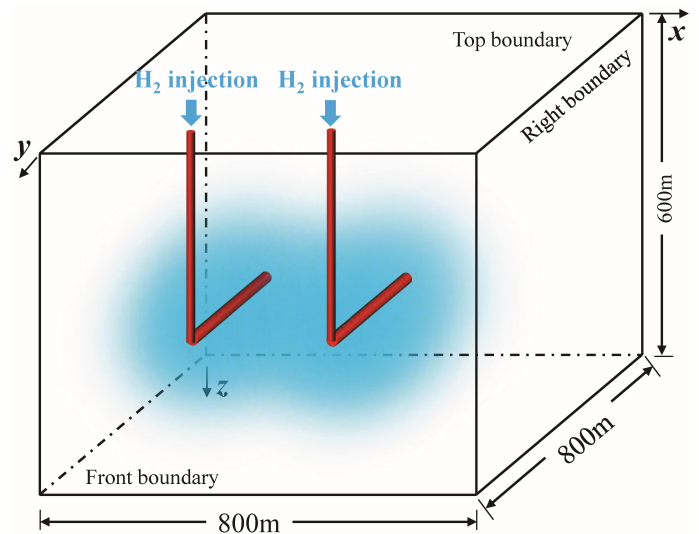 x
Top boundary
Right boundary
H₂ injection
H₂ injection
y
600m
z
800m
Front boundary
800m